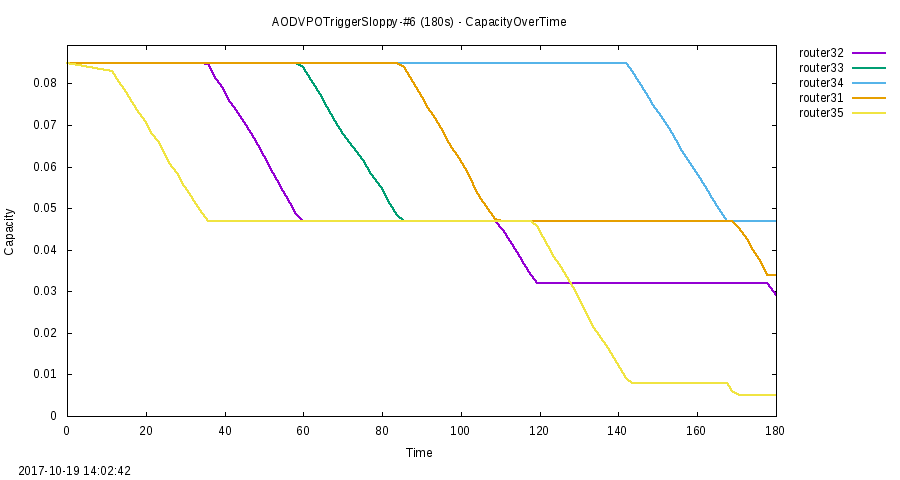 AODVPOTriggerSloppy-#6 (180s) - CapacityOverTime
router32
router33
router34
router31
router35
0.08
0.07
0.06
0.05
0.04
0.03
0.02
0.01
0
Capacity
0 20 40 60 80 100 120 140 160 180
Time
2017-10-19 14:02:42